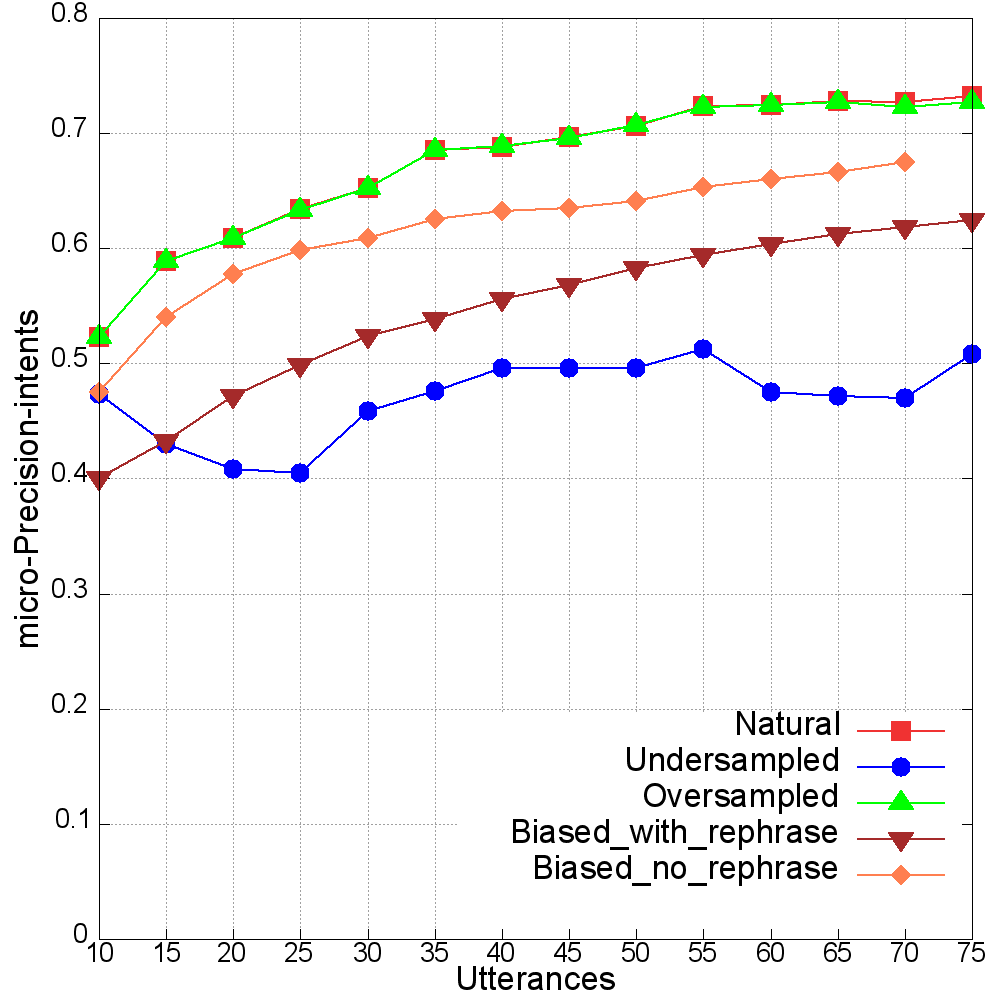 0.8
0.7
0.6
0.5
0.4
0.3
0.2
0.1
0
micro-Precision-intents
Natural
Undersampled
Oversampled
Biased_with_rephrase
Biased_no_rephrase
10 15 20 25 30 35 40 45 50 55 60 65 70 75
Utterances